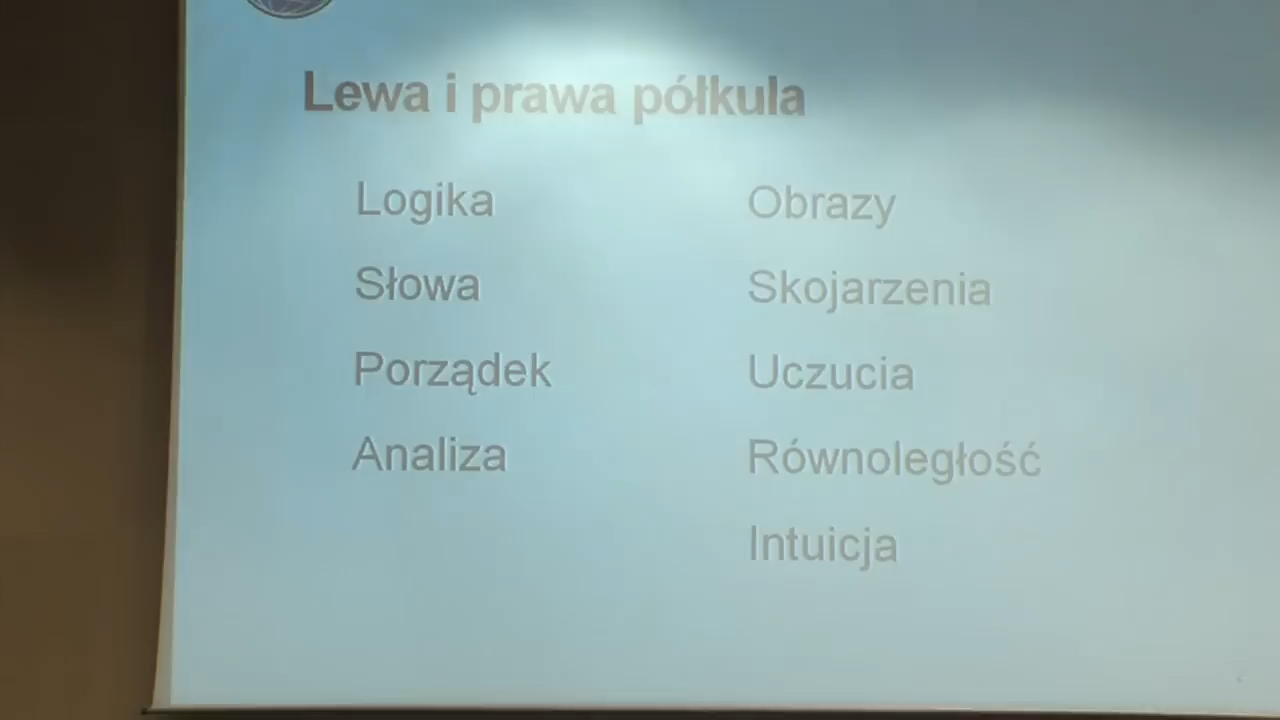 Lewa i prawa półkula
Logika
Obrazy
Słowa
Skojarzenia
Porządek
Uczucia
Analiza
Równoległość
Intuicja